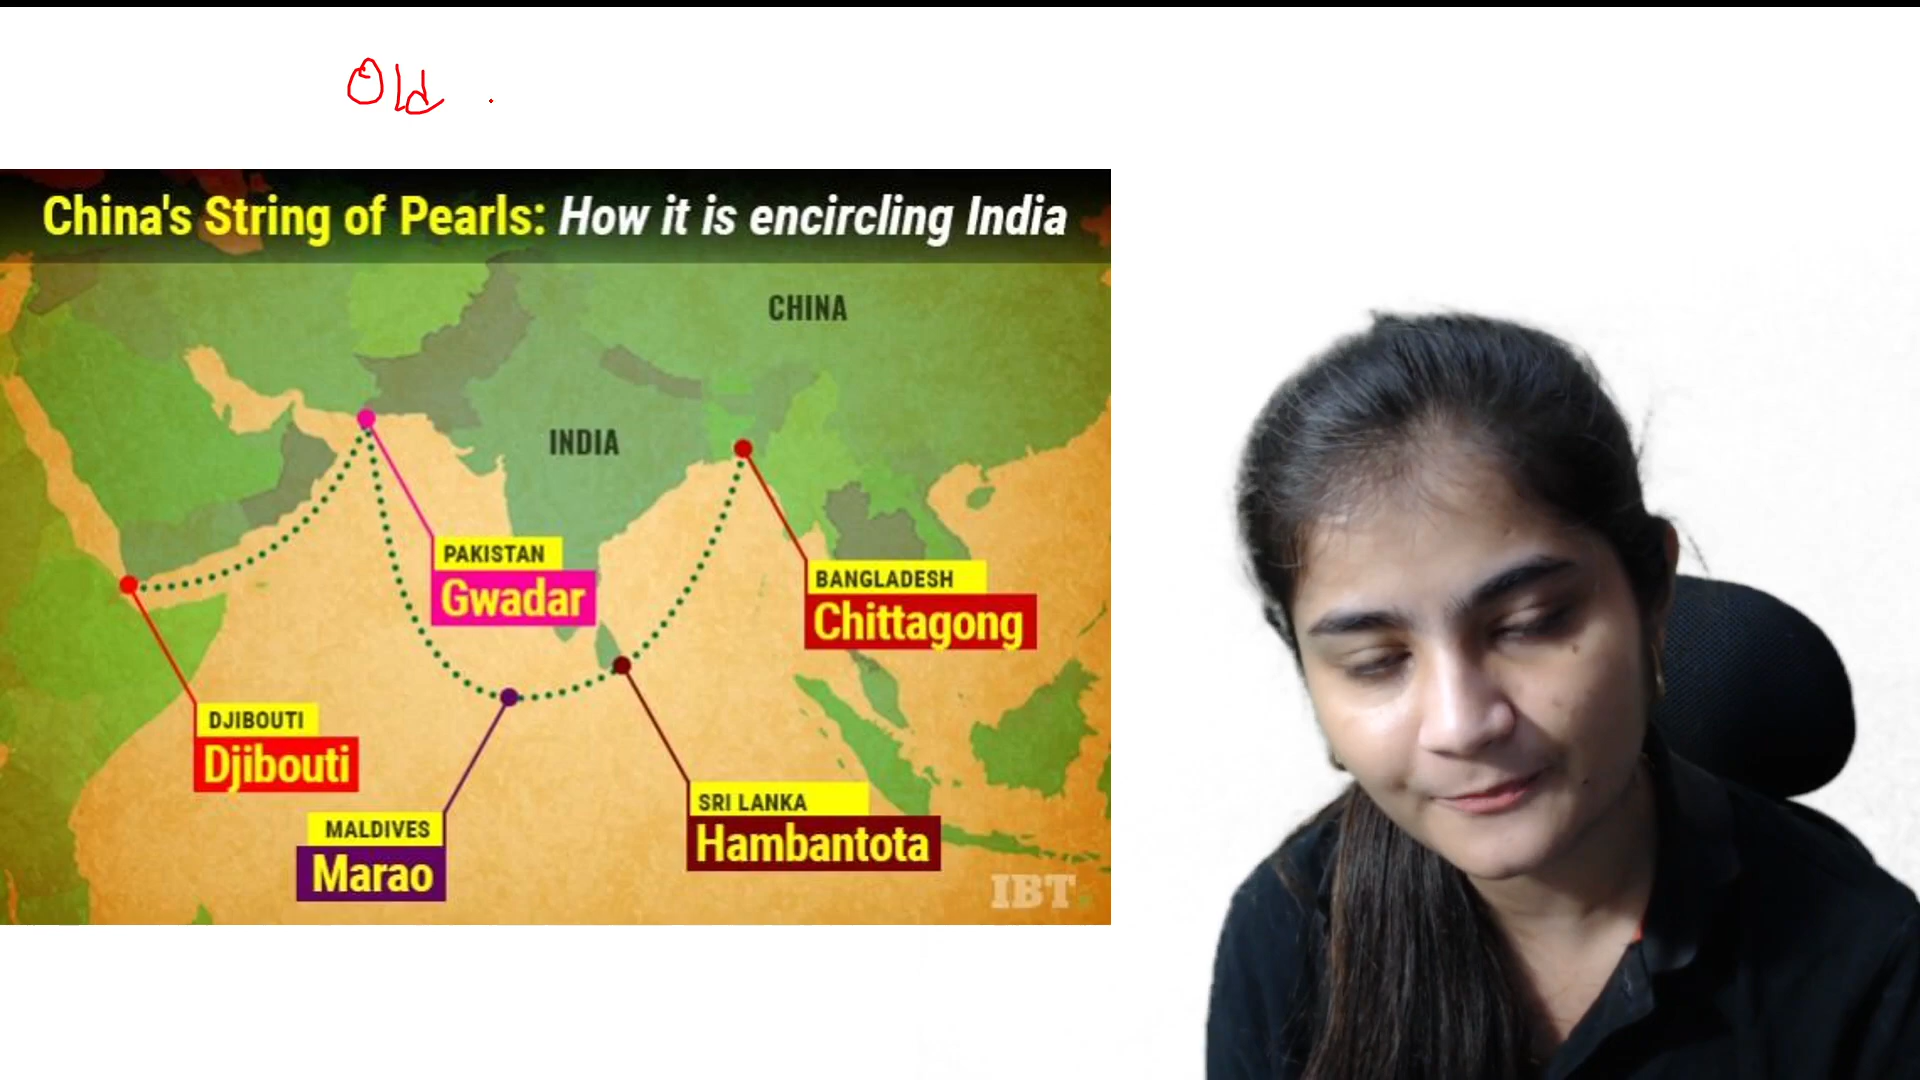 Old
China's String of Pearls: How it is encircling India
CHINA
INDIA
PAKISTAN
Gwadar
BANGLADESH
Chittagong
DJIBOUTI
Djibouti
MALDIVES
Marao
SRI LANKA
Hambantota
IBT.